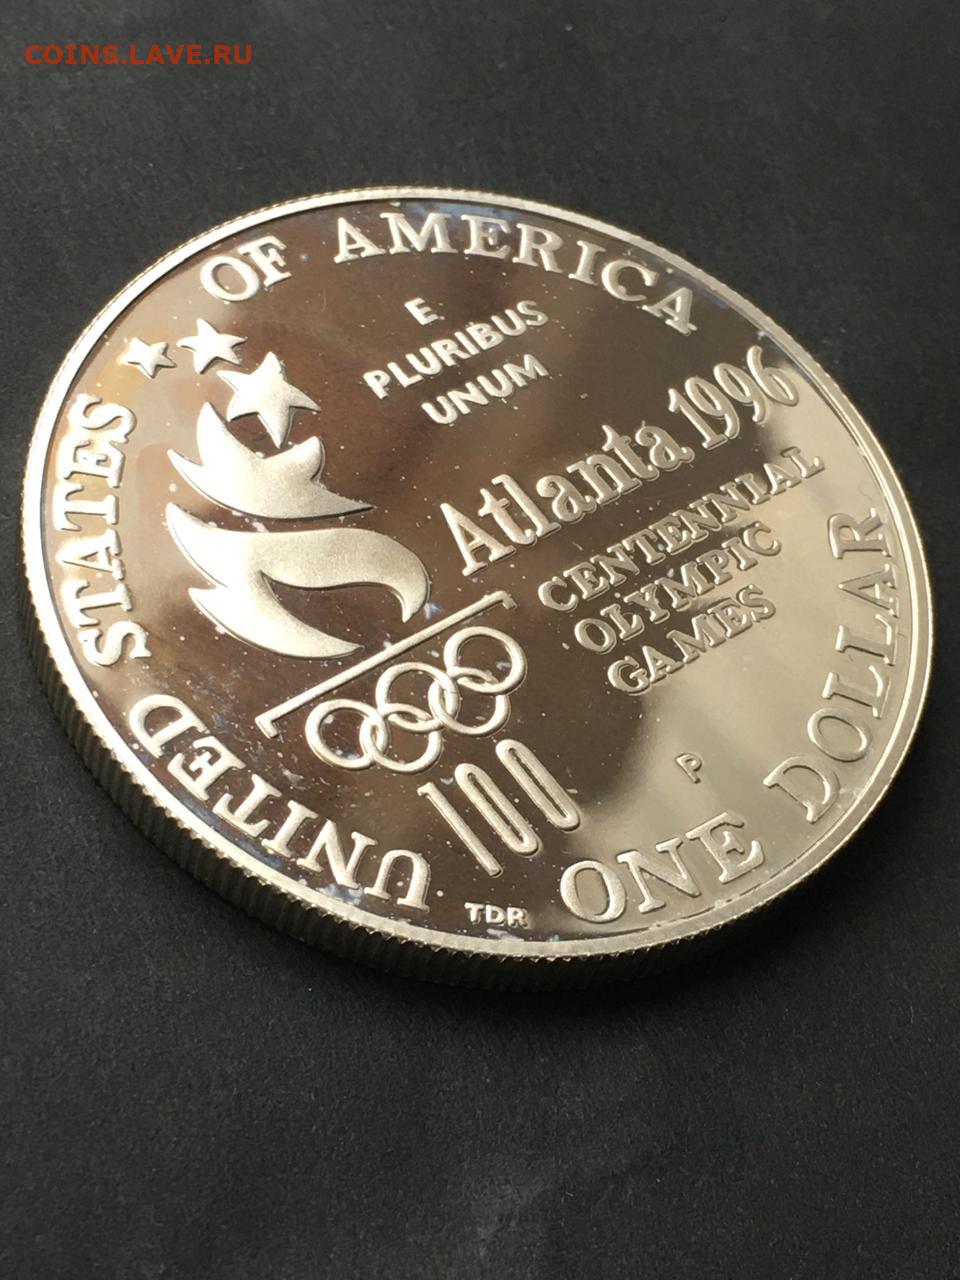 COINS.LAVE.RU
UNITED STATES OF AMERICA
E
PLURIBUS
UNUM
Atlanta 1996
CENTENNIAL
OLYMPIC
GAMES
100
P
TDR
ONE DOLLAR